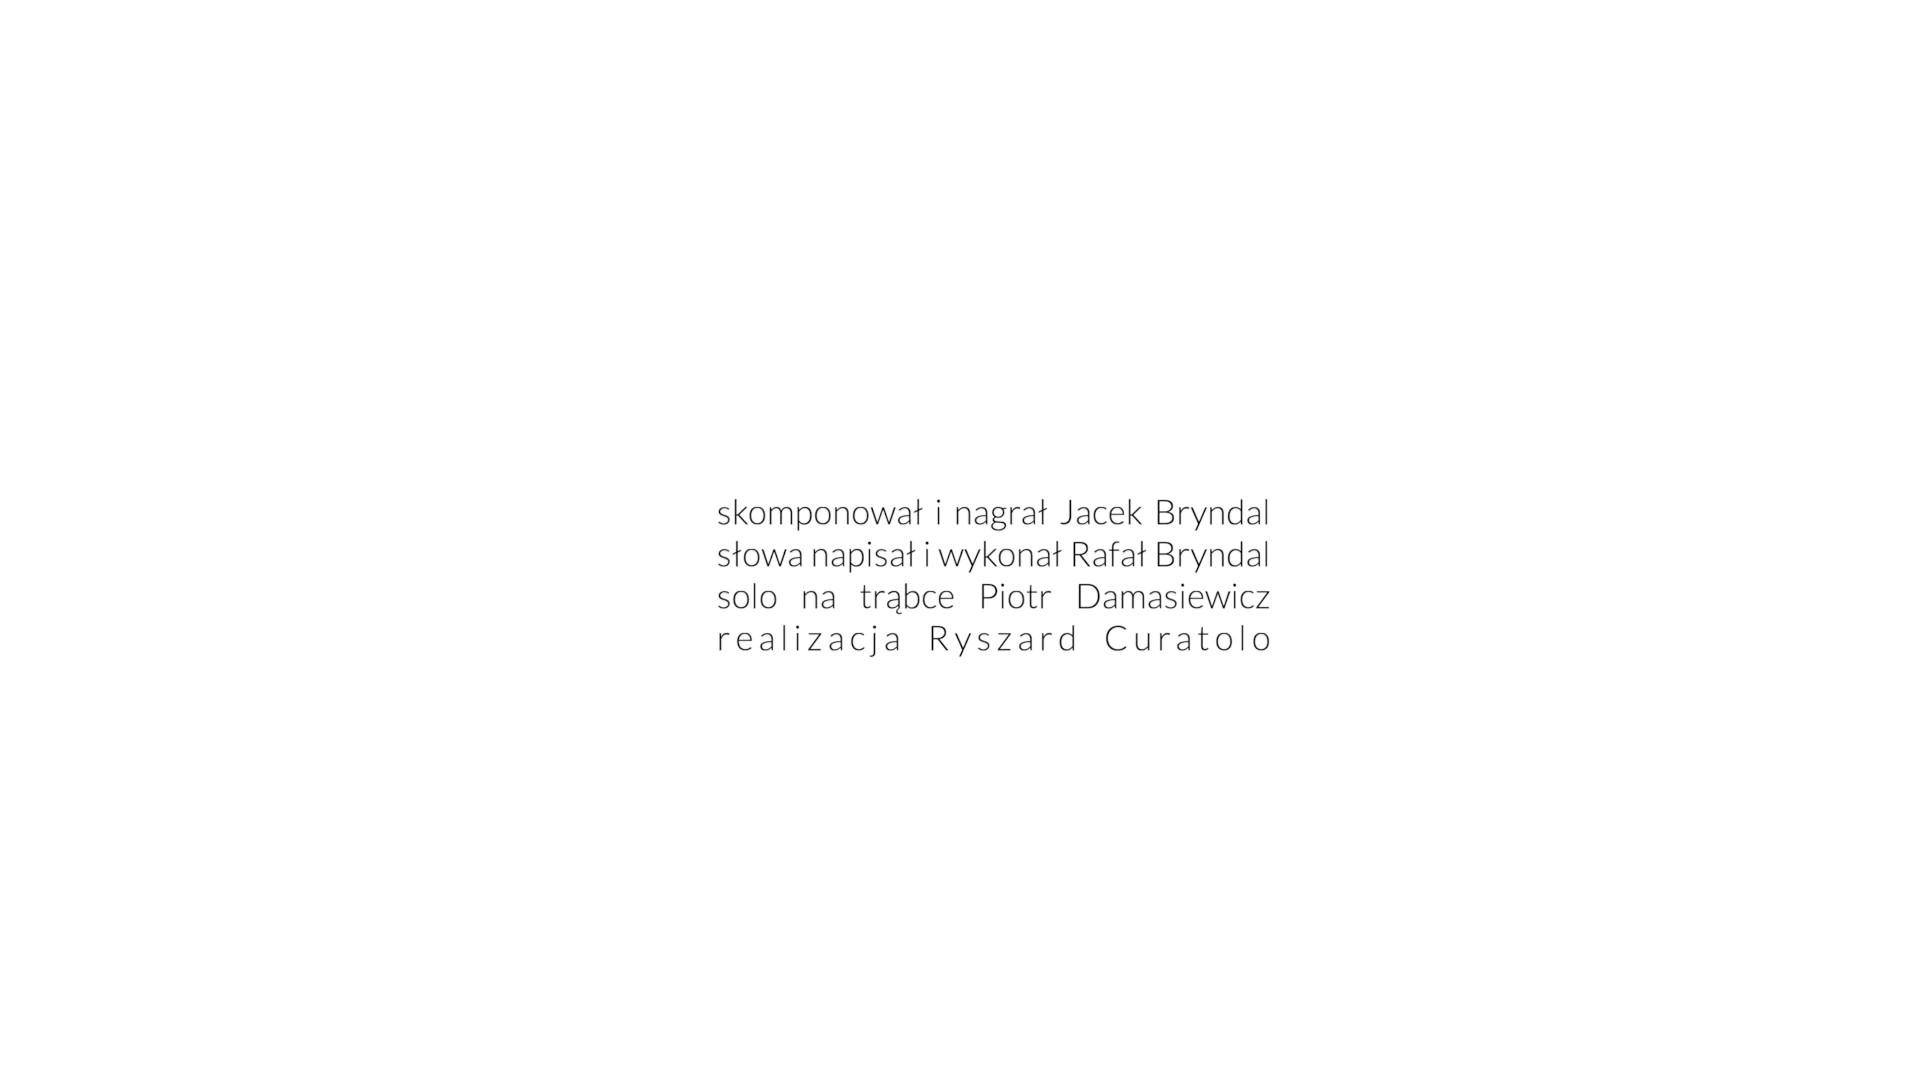 skomponował i nagrał Jacek Bryndal
słowa napisał i wykonał Rafał Bryndal
solo na trąbce Piotr Damasiewicz
realizacja Ryszard Curatolo